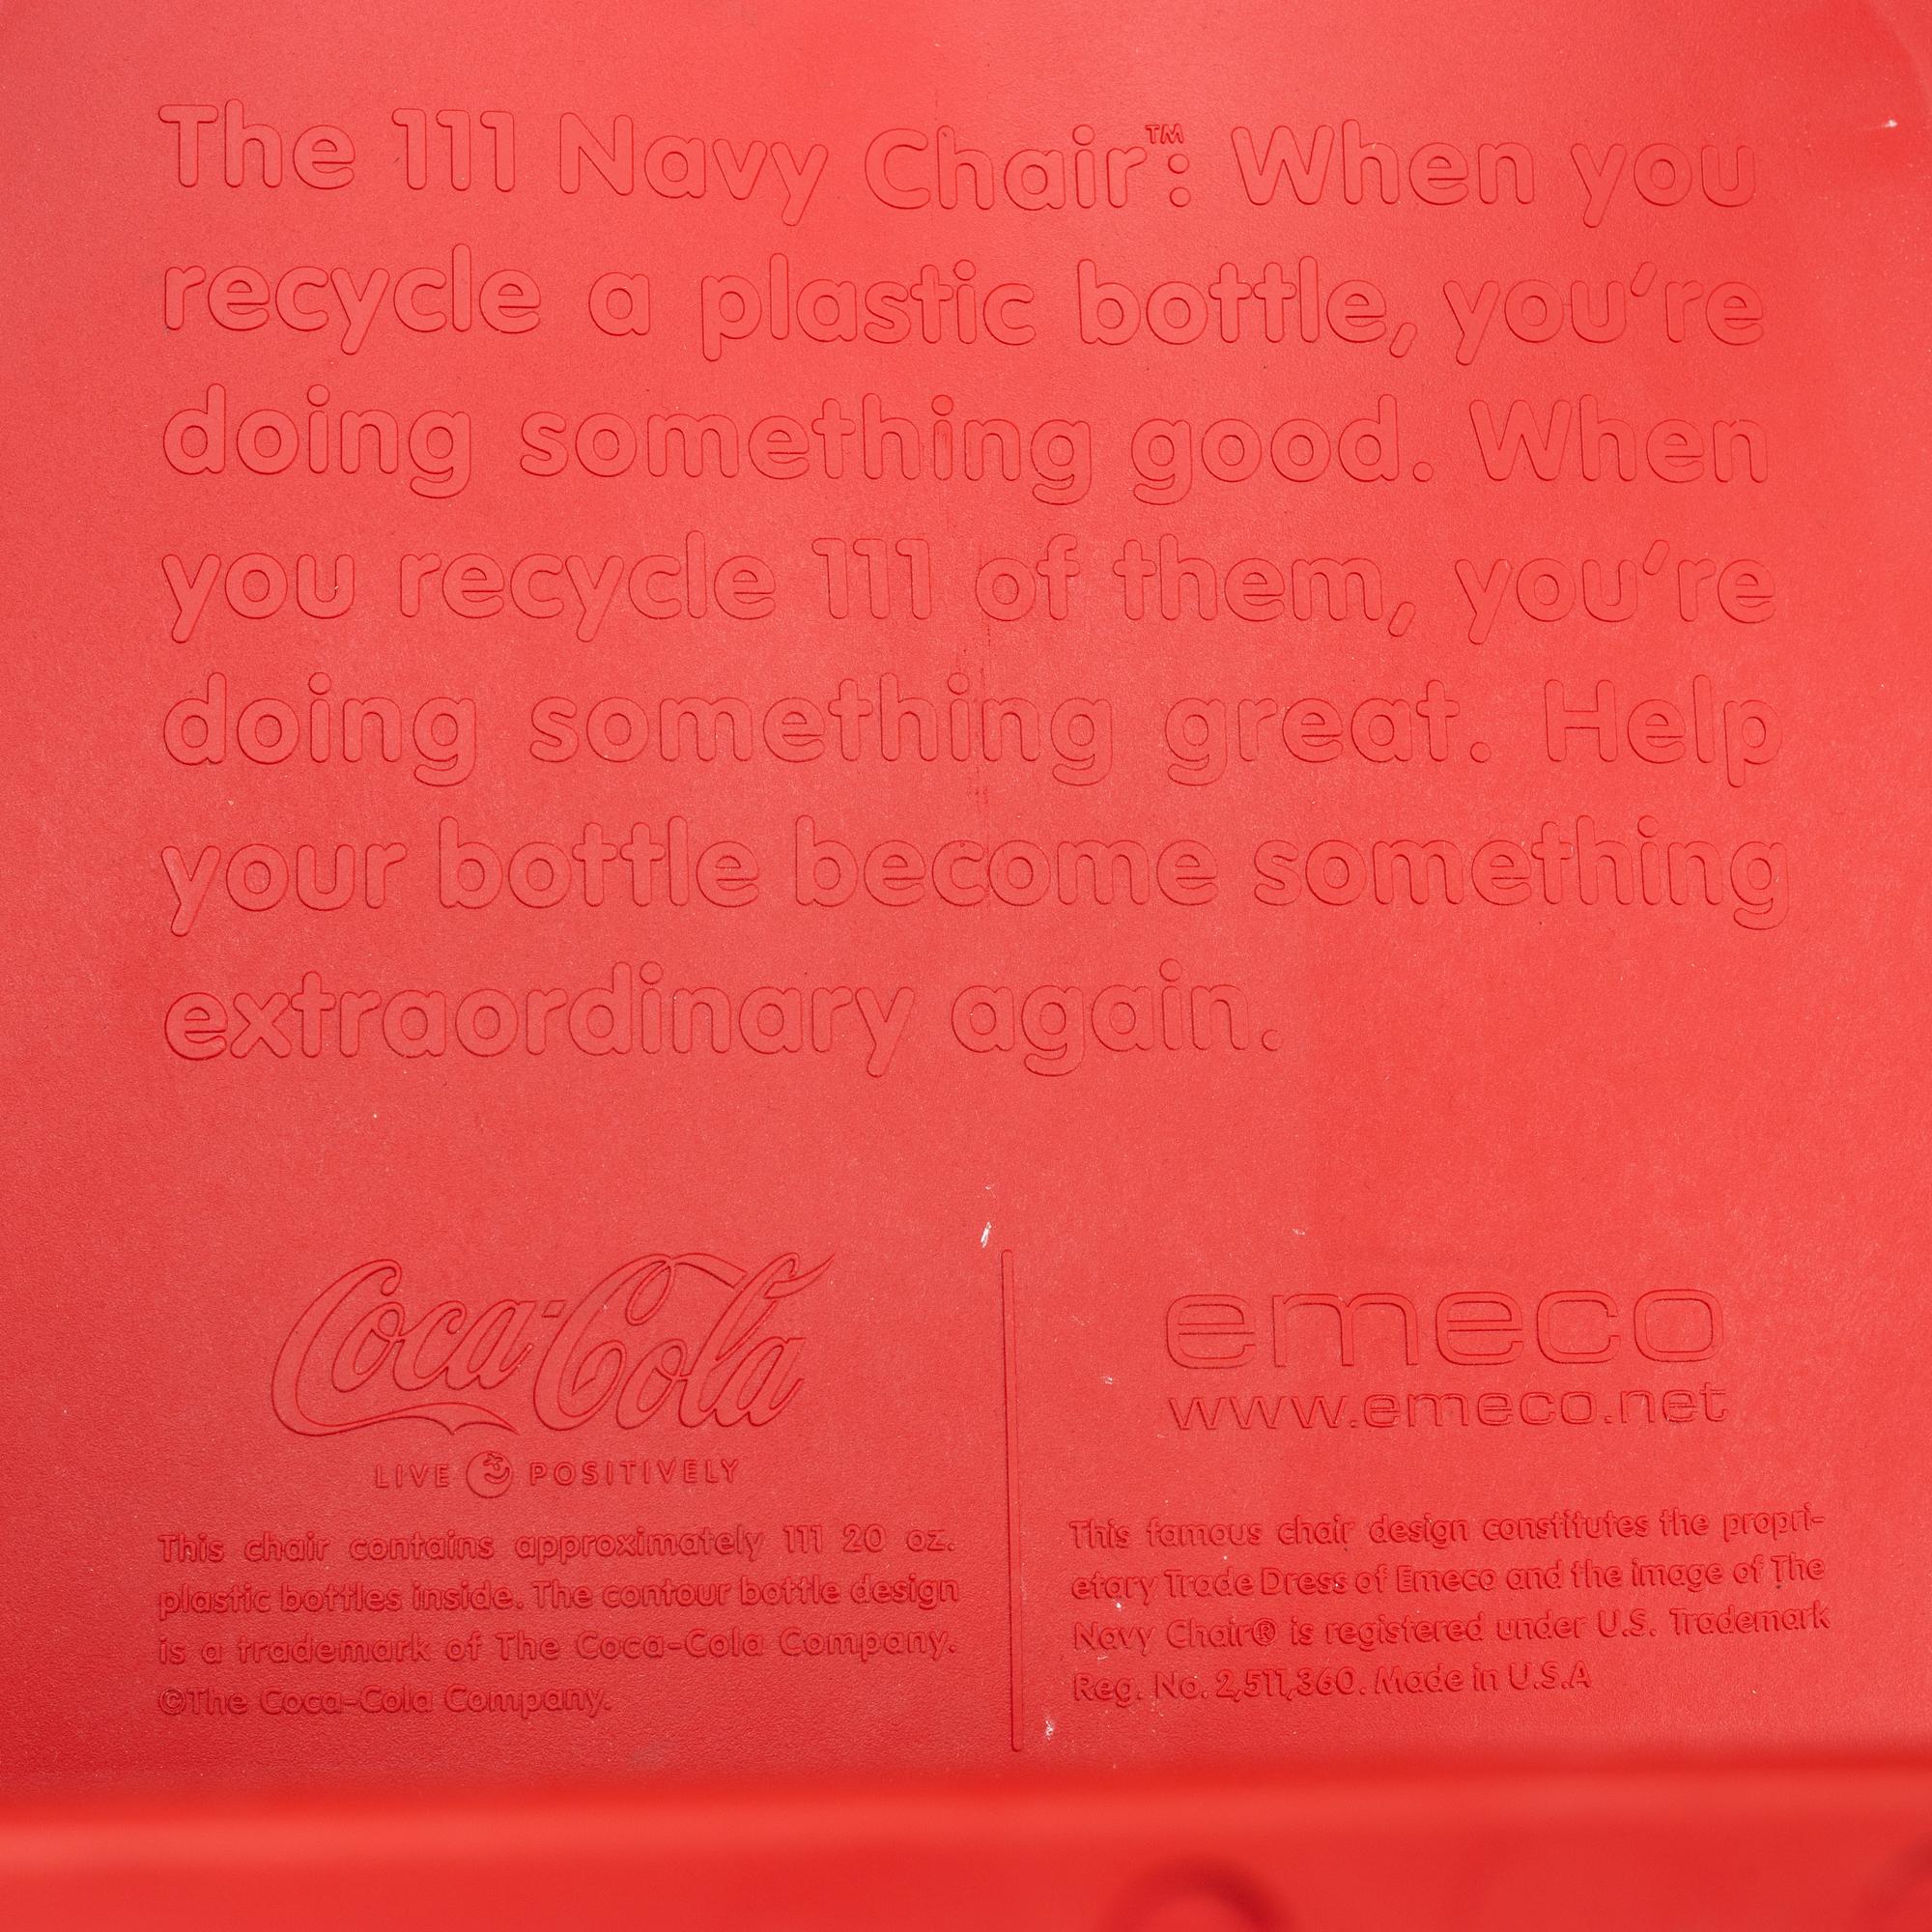 The 111 Navy Chair™: When you
recycle a plastic bottle, you’re
doing something good. When
you recycle 111 of them, you’re
doing something great. Help
your bottle become something
extraordinary again.
Coca-Cola
LIVE POSITIVELY
This chair contains approximately 111 20 oz.
plastic bottles inside. The contour bottle design
is a trademark of The Coca-Cola Company.
©The Coca-Cola Company.
emeco
www.emeco.net
This famous chair design constitutes the propri-
etary Trade Dress of Emeco and the image of The
Navy Chair® is registered under U.S. Trademark
Reg. No. 2,511,360. Made in U.S.A